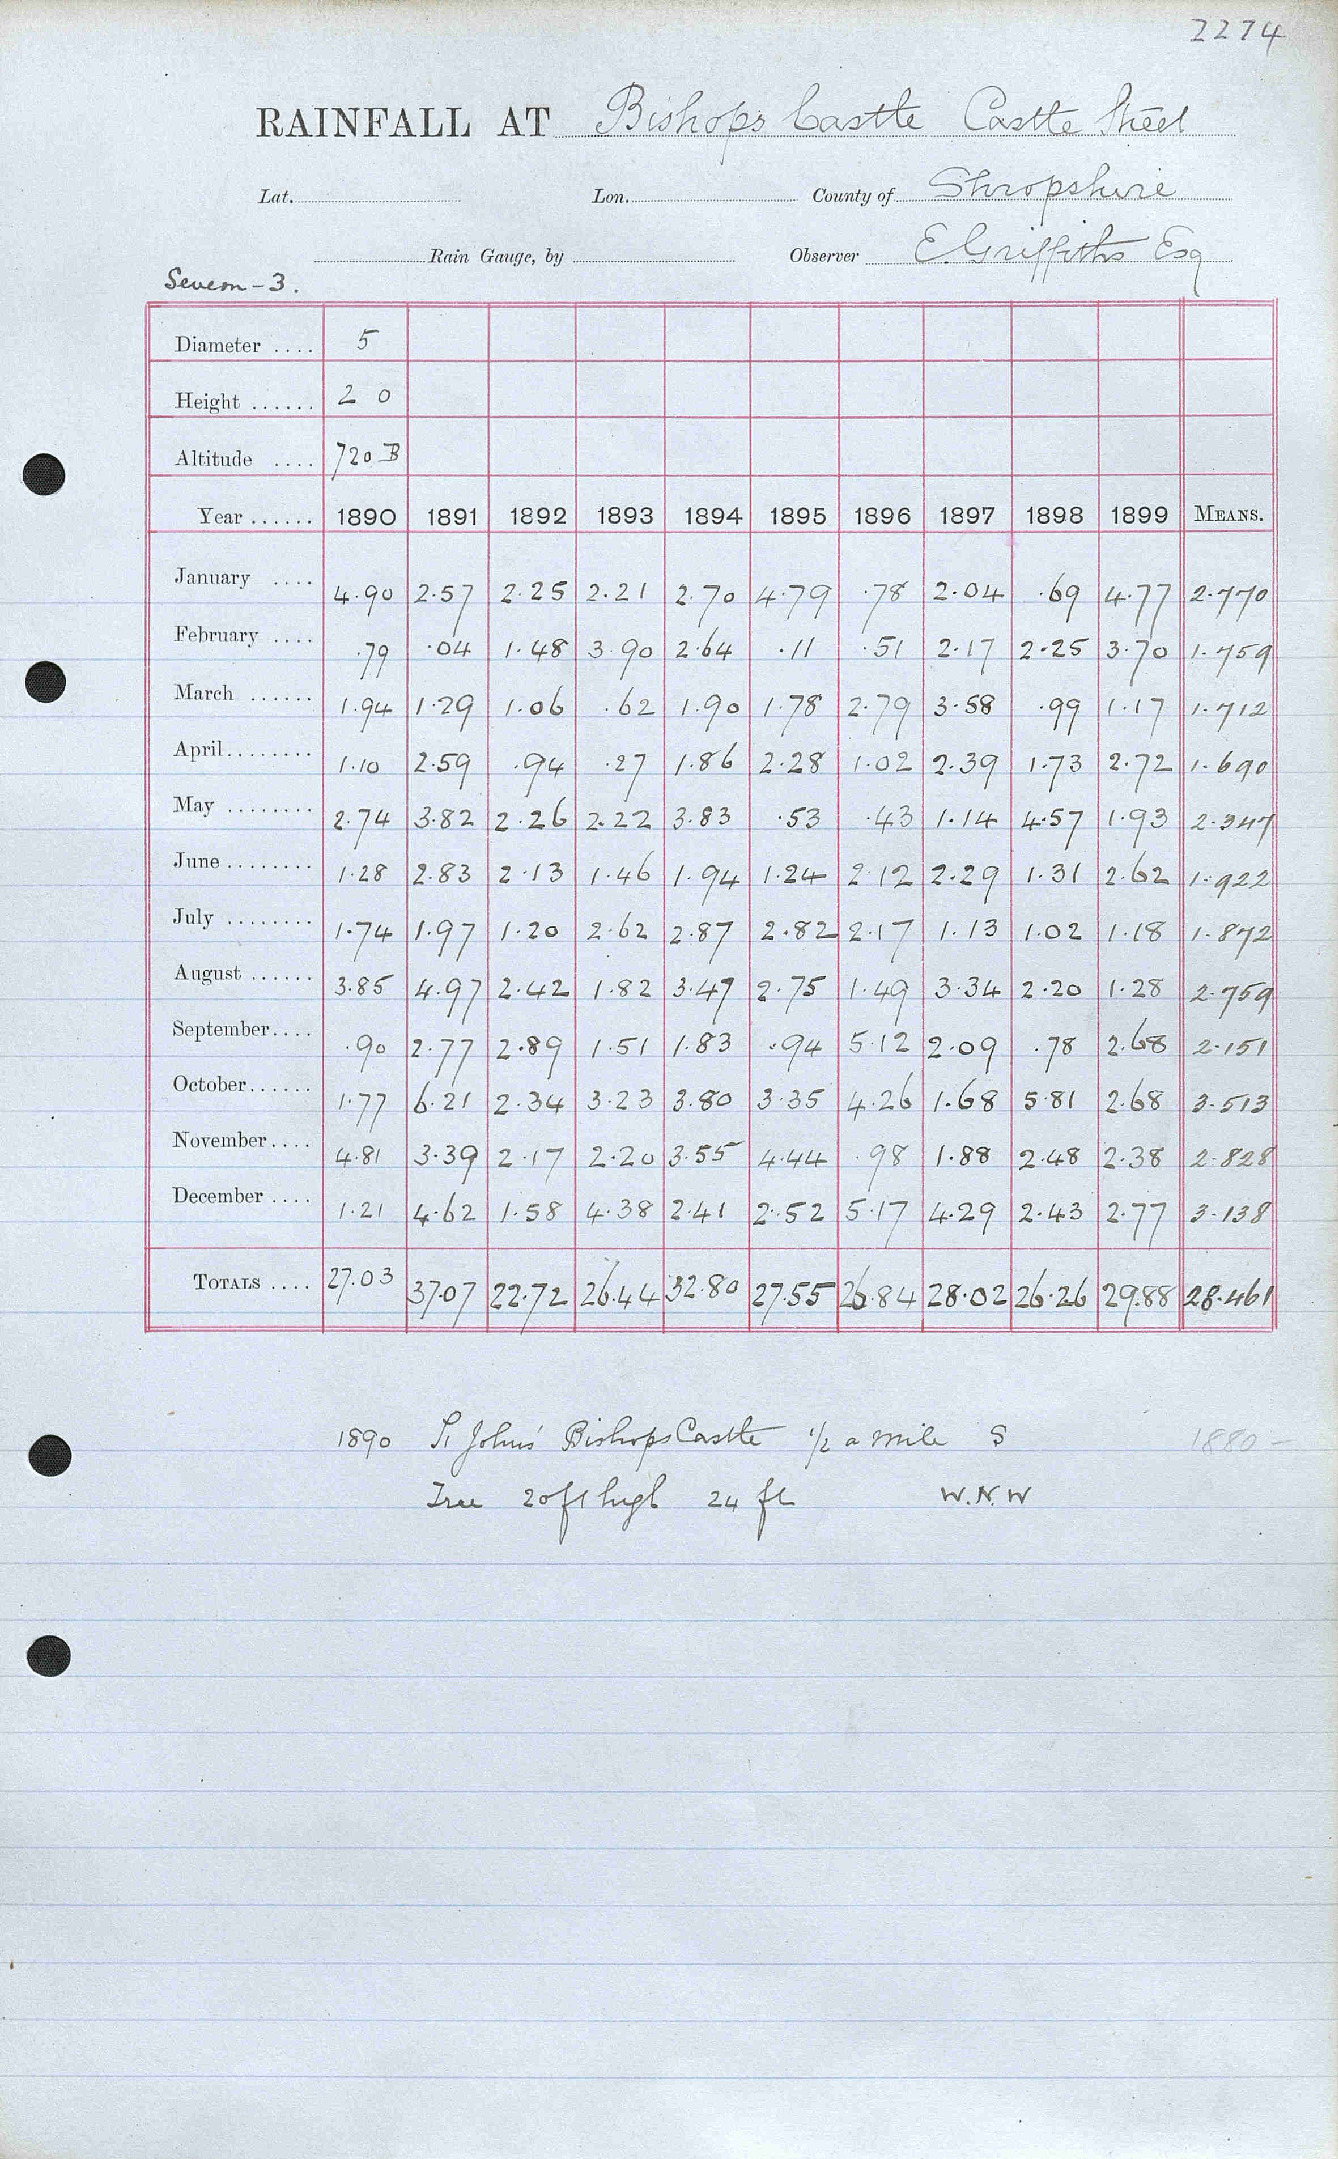 2274
RAINFALL AT Bishops Castle Castle Street
Lat. Lon. County of Shropshire
Rain Gauge, by Observer E. Griffiths Esq
Severn - 3.
Diameter .... 5
Height ...... 2 0
Altitude .... 720 B
Year ...... 1890 1891 1892 1893 1894 1895 1896 1897 1898 1899 MEANS.
January .... 4.90 2.57 2.25 2.21 2.70 4.79 .78 2.04 .69 4.77 2.770
February .... .79 .04 1.48 3.90 2.64 .11 .51 2.17 2.25 3.70 1.759
March ...... 1.94 1.29 1.06 .62 1.90 1.78 2.79 3.58 .99 1.17 1.712
April........ 1.10 2.59 .94 .27 1.86 2.28 1.02 2.39 1.73 2.72 1.690
May ........ 2.74 3.82 2.26 2.22 3.83 .53 .43 1.14 4.57 1.93 2.347
June ........ 1.28 2.83 2.13 1.46 1.94 1.24 2.12 2.29 1.31 2.62 1.922
July ........ 1.74 1.97 1.20 2.62 2.87 2.82 2.17 1.13 1.02 1.18 1.872
August ...... 3.85 4.97 2.42 1.82 3.47 2.75 1.49 3.34 2.20 1.28 2.759
September.... .90 2.77 2.89 1.51 1.83 .94 5.12 2.09 .78 2.68 2.151
October...... 1.77 6.21 2.34 3.23 3.80 3.35 4.26 1.68 5.81 2.68 3.513
November.... 4.81 3.39 2.17 2.20 3.55 4.44 .98 1.88 2.48 2.38 2.828
December .... 1.21 4.62 1.58 4.38 2.41 2.52 5.17 4.29 2.43 2.77 3.138
TOTALS .... 27.03 37.07 22.72 26.44 32.80 27.55 26.84 28.02 26.26 29.88 28.461
1890 St Johns' Bishops Castle 1/2 a mile S 1880 -
Tree 20ft high 24 ft W.N.W